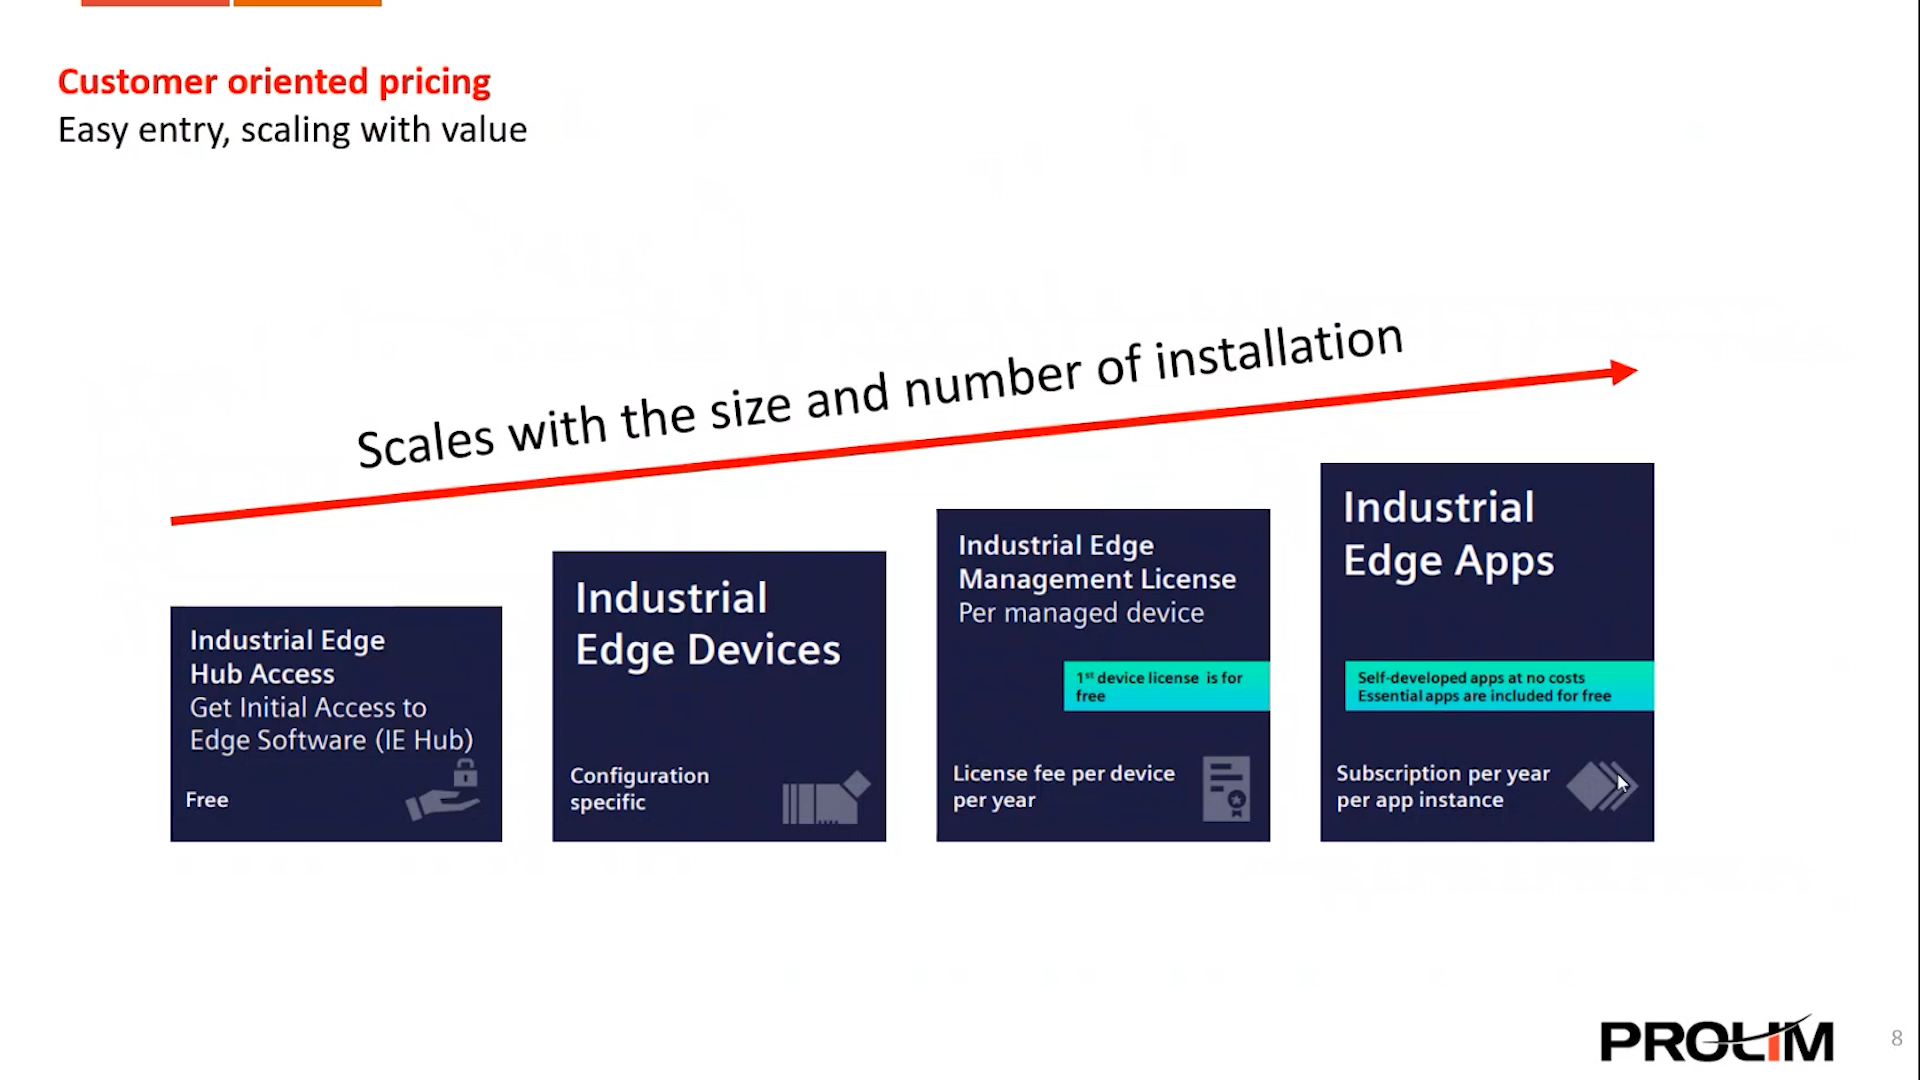 Customer oriented pricing
Easy entry, scaling with value
Scales with the size and number of installation
Industrial Edge
Hub Access
Get Initial Access to
Edge Software (IE Hub)
Free
Industrial
Edge Devices
Configuration
specific
Industrial Edge
Management License
Per managed device
1st device license is for
free
License fee per device
per year
Industrial
Edge Apps
Self-developed apps at no costs
Essential apps are included for free
Subscription per year
per app instance
PROLIM
8